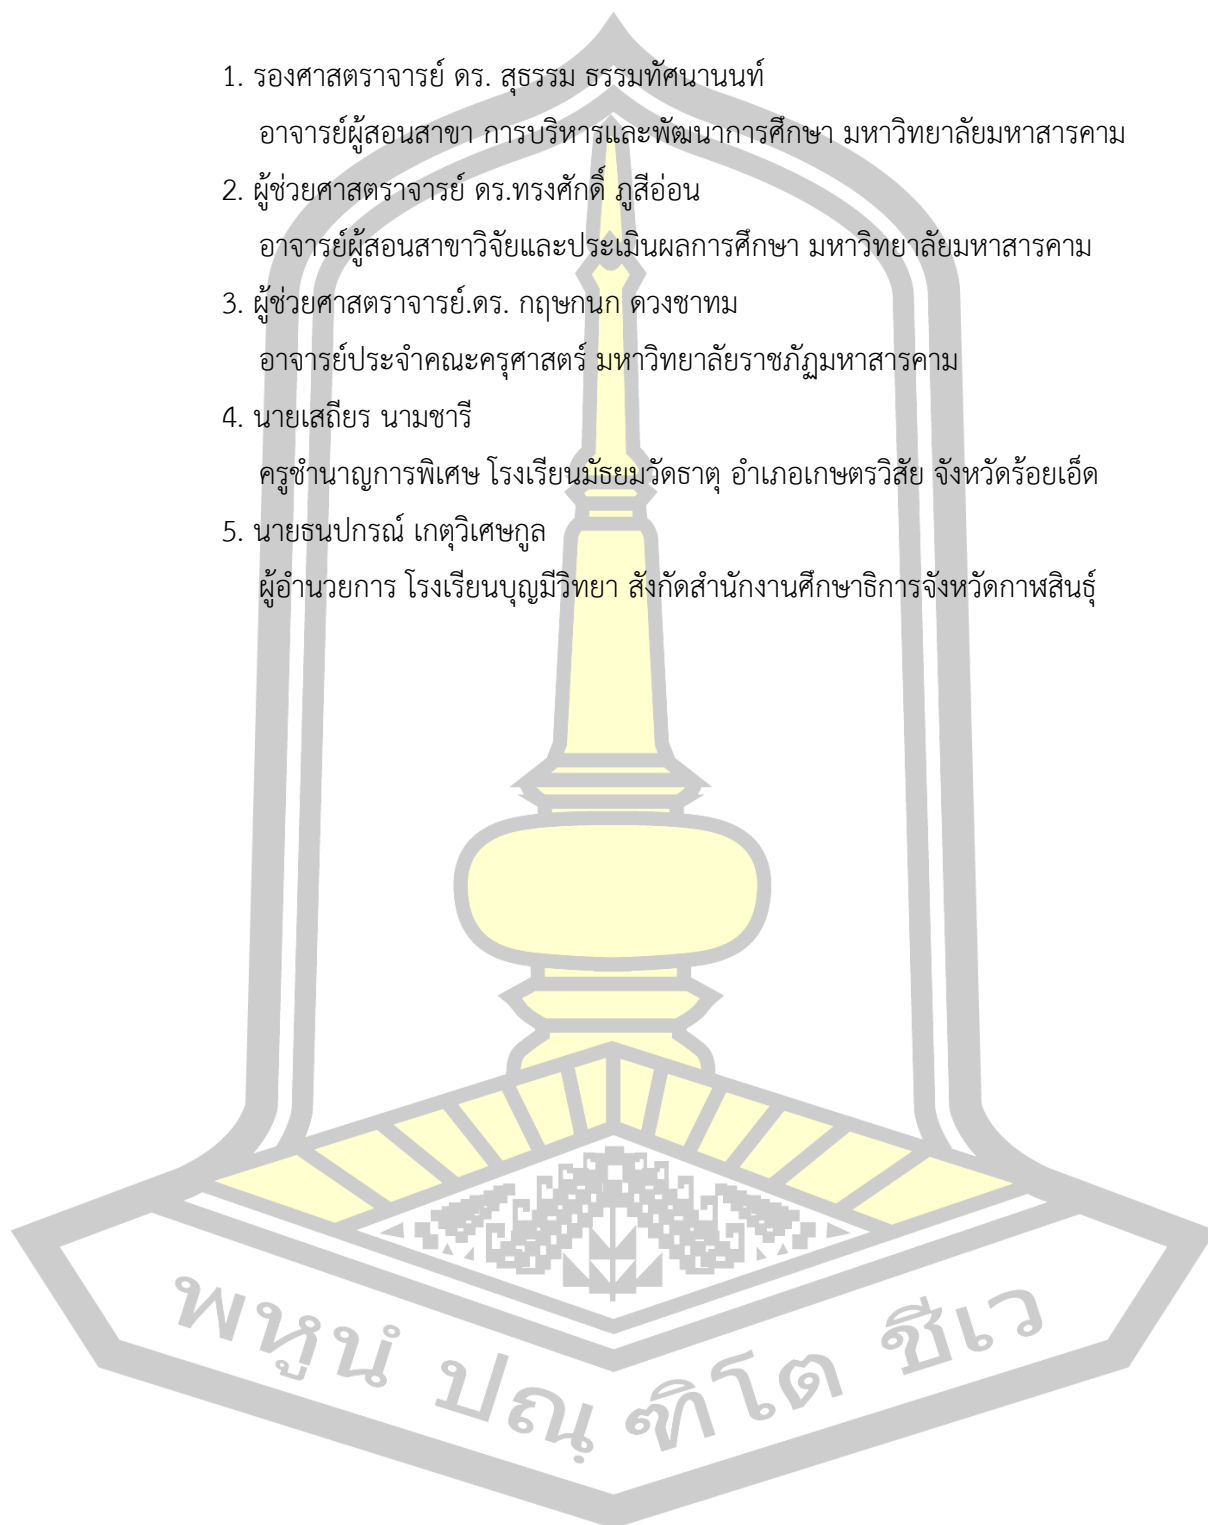 1. รองศาสตราจารย์ ดร. สุธรรม ธรรมทัศนานนท์
อาจารย์ผู้สอนสาขา การบริหารและพัฒนาการศึกษา มหาวิทยาลัยมหาสารคาม
2. ผู้ช่วยศาสตราจารย์ ดร.ทรงศักดิ์ ภูสีอ่อน
อาจารย์ผู้สอนสาขาวิจัยและประเมินผลการศึกษา มหาวิทยาลัยมหาสารคาม
3. ผู้ช่วยศาสตราจารย์.ดร. กฤษกนก ดวงชาทม
อาจารย์ประจำคณะครุศาสตร์ มหาวิทยาลัยราชภัฏมหาสารคาม
4. นายเสถียร นามชารี
ครูชำนาญการพิเศษ โรงเรียนมัธยมวัดธาตุ อำเภอเกษตรวิสัย จังหวัดร้อยเอ็ด
5. นายธนปกรณ์ เกตุวิเศษกูล
ผู้อำนวยการ โรงเรียนบุญมีวิทยา สังกัดสำนักงานศึกษาธิการจังหวัดกาฬสินธุ์
พหูนํ ปณฺ ฑิโต ชีเว